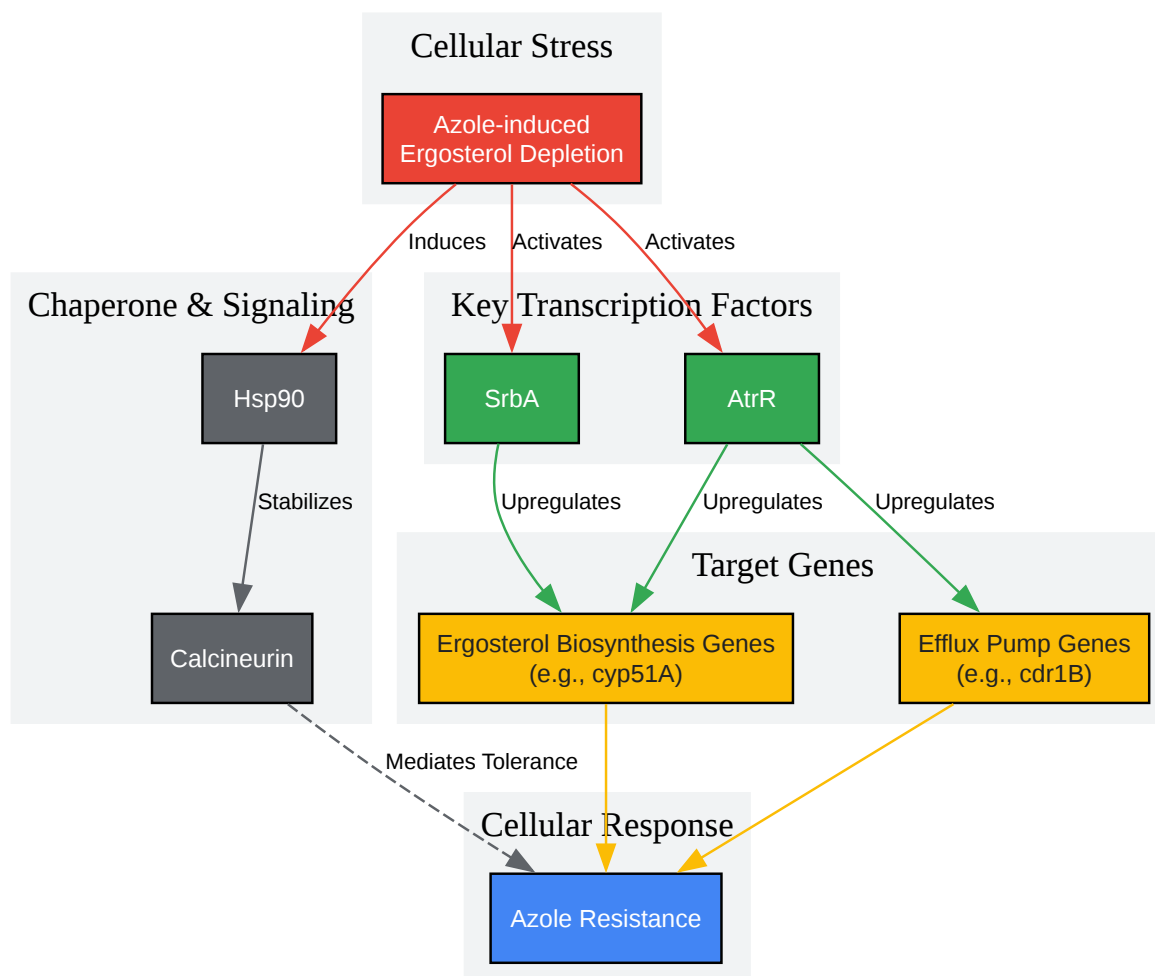 Cellular Stress
Azole-induced
Ergosterol Depletion
Induces
Activates
Activates
Chaperone & Signaling
Key Transcription Factors
Hsp90
SrbA
AtrR
Stabilizes
Upregulates
Upregulates
Upregulates
Target Genes
Calcineurin
Ergosterol Biosynthesis Genes
(e.g., cyp51A)
Efflux Pump Genes
(e.g., cdr1B)
Mediates Tolerance
Cellular Response
Azole Resistance